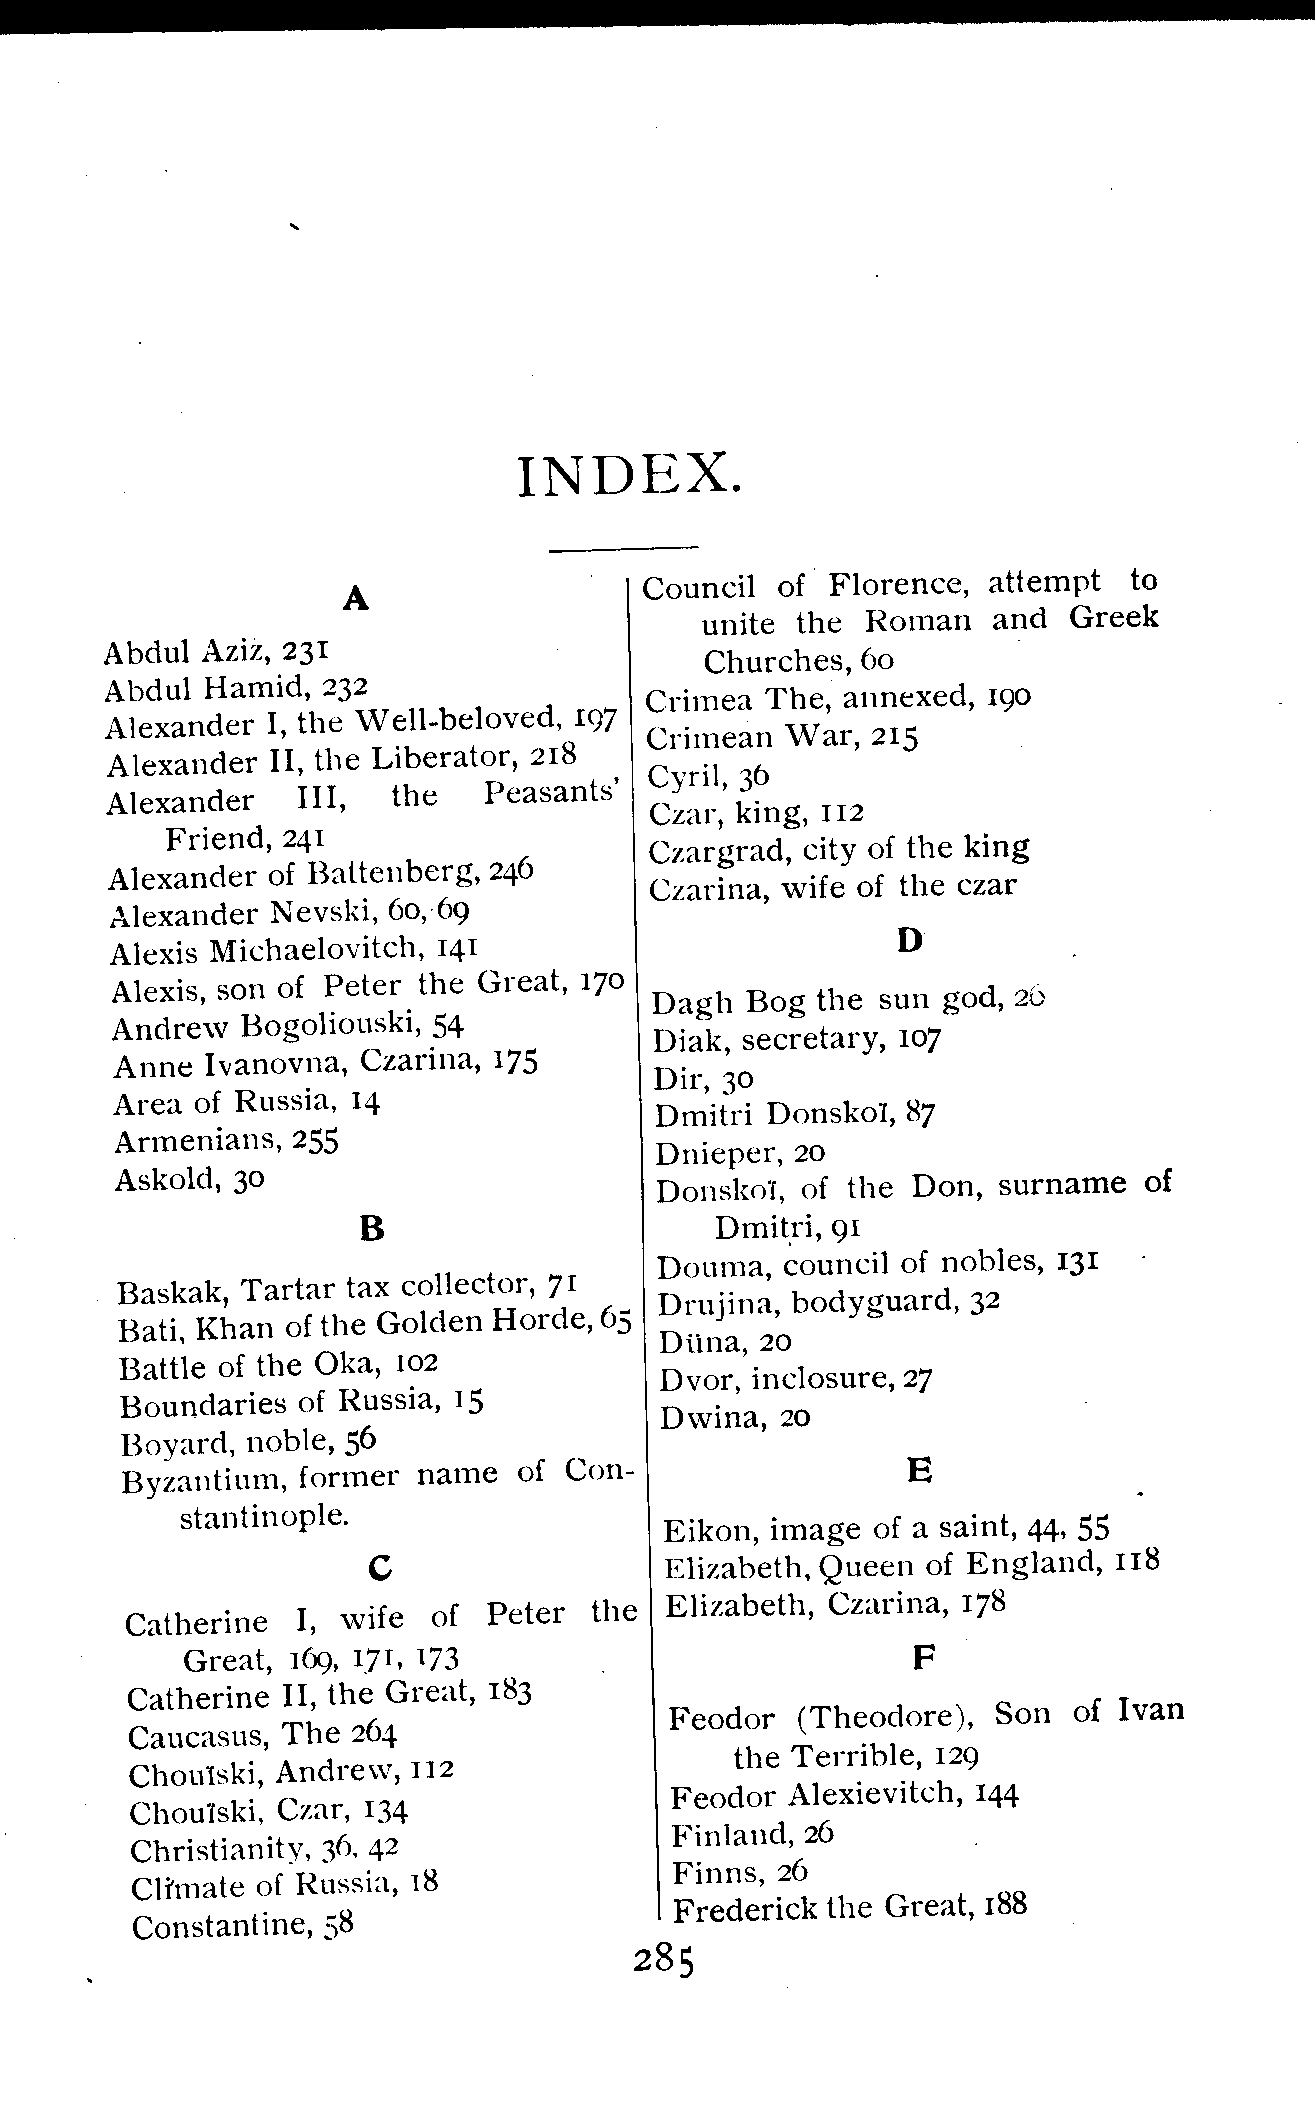 INDEX.
A
Abdul Aziz, 231
Abdul Hamid, 232
Alexander I, the Well-beloved, 197
Alexander II, the Liberator, 218
Alexander III, the Peasants'
Friend, 241
Alexander of Battenberg, 246
Alexander Nevski, 60, 69
Alexis Michaelovitch, 141
Alexis, son of Peter the Great, 170
Andrew Bogoliouski, 54
Anne Ivanovna, Czarina, 175
Area of Russia, 14
Armenians, 255
Askold, 30
B
Baskak, Tartar tax collector, 71
Bati, Khan of the Golden Horde, 65
Battle of the Oka, 102
Boundaries of Russia, 15
Boyard, noble, 56
Byzantium, former name of Con-
stantinople.
C
Catherine I, wife of Peter the
Great, 169, 171, 173
Catherine II, the Great, 183
Caucasus, The 264
Chouïski, Andrew, 112
Chouïski, Czar, 134
Christianity, 36, 42
Climate of Russia, 18
Constantine, 58
Council of Florence, attempt to
unite the Roman and Greek
Churches, 60
Crimea The, annexed, 190
Crimean War, 215
Cyril, 36
Czar, king, 112
Czargrad, city of the king
Czarina, wife of the czar
D
Dagh Bog the sun god, 26
Diak, secretary, 107
Dir, 30
Dmitri Donskoï, 87
Dnieper, 20
Donskoï, of the Don, surname of
Dmitri, 91
Douma, council of nobles, 131
Drujina, bodyguard, 32
Düna, 20
Dvor, inclosure, 27
Dwina, 20
E
Eikon, image of a saint, 44, 55
Elizabeth, Queen of England, 118
Elizabeth, Czarina, 178
F
Feodor (Theodore), Son of Ivan
the Terrible, 129
Feodor Alexievitch, 144
Finland, 26
Finns, 26
Frederick the Great, 188
285